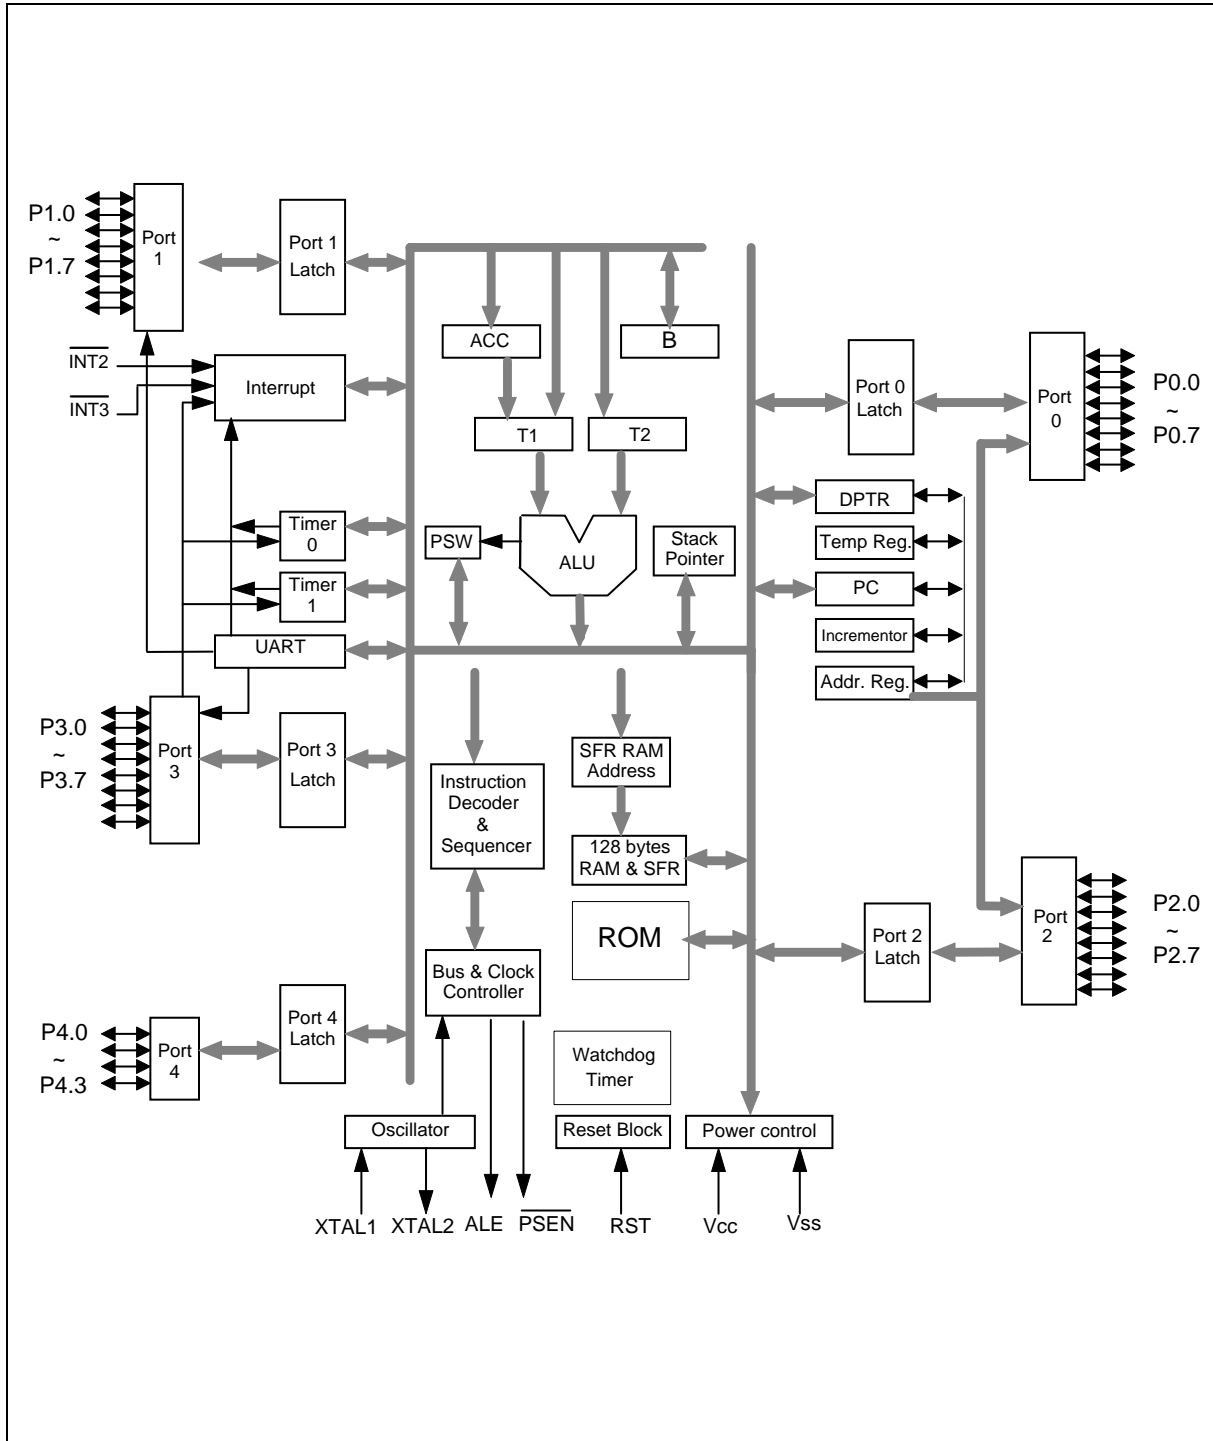 P1.0
~
P1.7
Port
1
Port 1
Latch
INT2
INT3
Interrupt
ACC
B
T1
T2
Timer
0
Timer
1
UART
PSW
ALU
Stack
Pointer
Port 0
Latch
Port
0
P0.0
~
P0.7
DPTR
Temp Reg.
PC
Incrementor
Addr. Reg.
P3.0
~
P3.7
Port
3
Port 3
Latch
Instruction
Decoder
&
Sequencer
SFR RAM
Address
128 bytes
RAM & SFR
ROM
Port 2
Latch
Port
2
P2.0
~
P2.7
Bus & Clock
Controller
P4.0
~
P4.3
Port
4
Port 4
Latch
Watchdog
Timer
Oscillator
Reset Block
Power control
XTAL1
XTAL2
ALE
PSEN
RST
Vcc
Vss